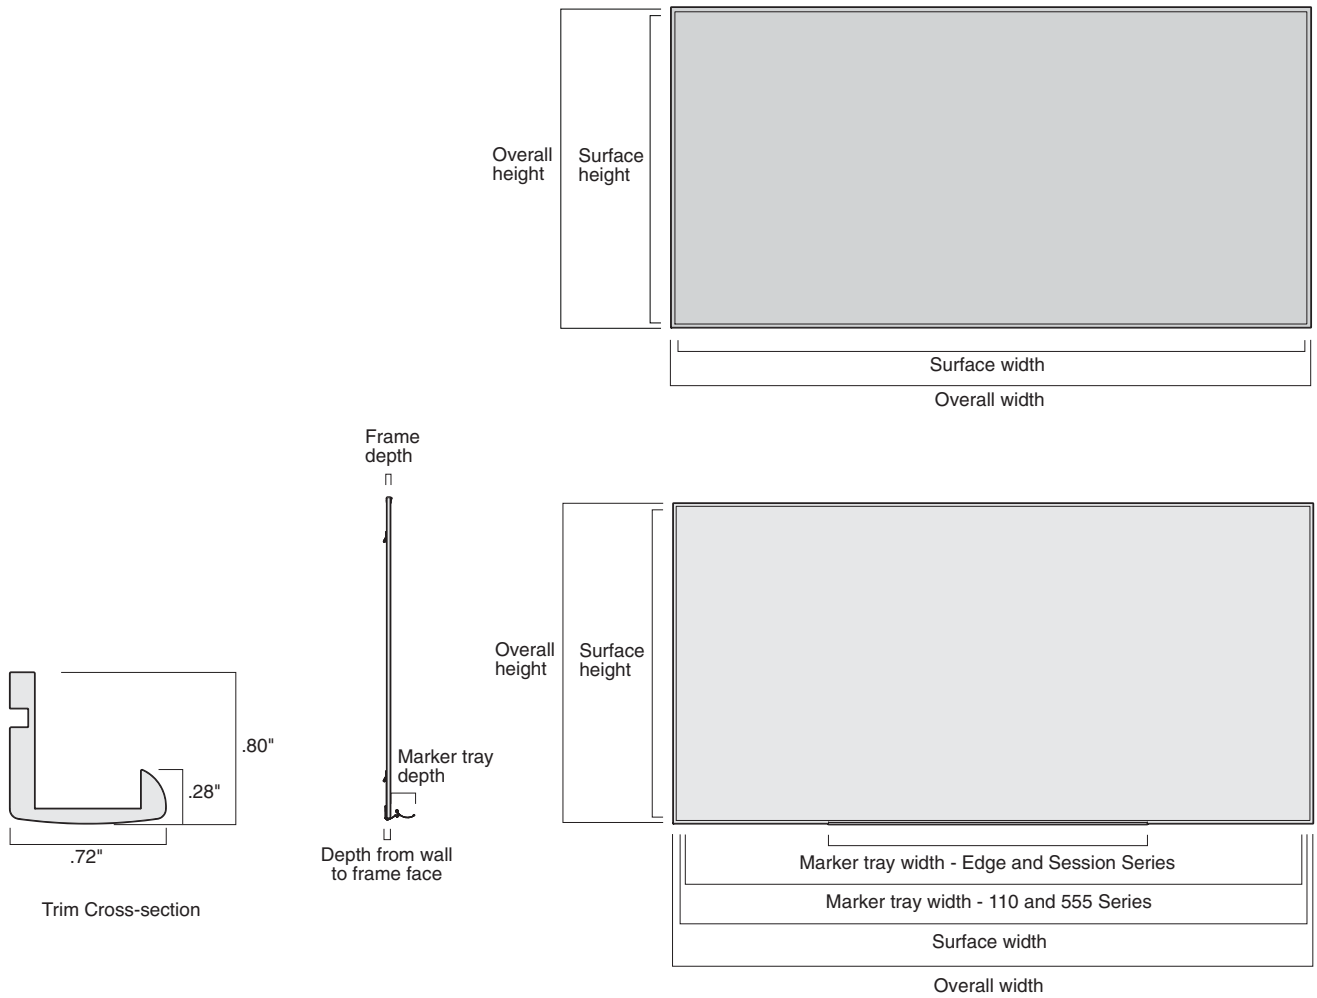 Overall
height
Surface
height
Surface width
Overall width
Frame
depth
Marker tray
depth
Depth from wall
to frame face
.80"
.28"
.72"
Trim Cross-section
Overall
height
Surface
height
Marker tray width - Edge and Session Series
Marker tray width - 110 and 555 Series
Surface width
Overall width